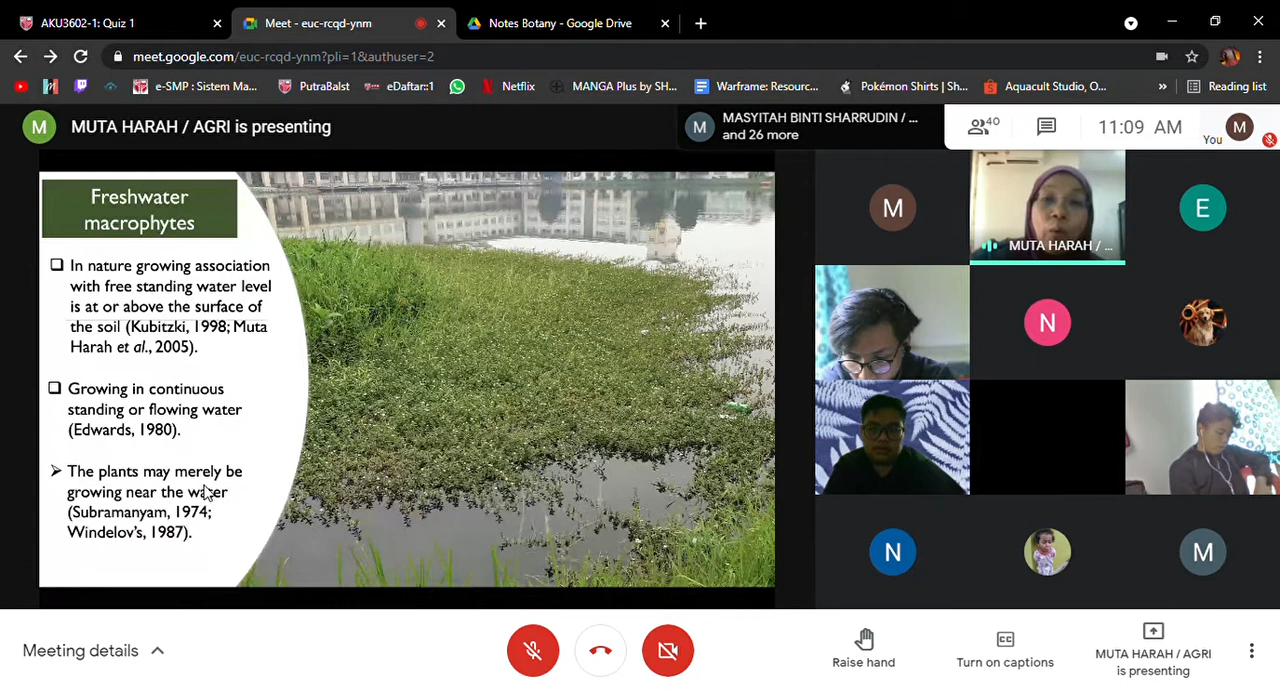 AKU3602-1: Quiz 1
Meet - euc-rcqd-ynm
Notes Botany - Google Drive
meet.google.com/euc-rcqd-ynm?pli=1&authuser=2
e-SMP : Sistem Ma...
PutraBalst
eDaftar::1
Netflix
MANGA Plus by SH...
Warframe: Resourc...
Pokémon Shirts | Sh...
Aquacult Studio, O...
»
Reading list
M
MUTA HARAH / AGRI is presenting
M
MASYITAH BINTI SHARRUDIN / ...
and 26 more
40
11:09 AM
You
M
Freshwater
macrophytes
In nature growing association
with free standing water level
is at or above the surface of
the soil (Kubitzki, 1998; Muta
Harah et al., 2005).
Growing in continuous
standing or flowing water
(Edwards, 1980).
The plants may merely be
growing near the water
(Subramanyam, 1974;
Windelov's, 1987).
M
MUTA HARAH / ...
E
N
N
M
Meeting details
Raise hand
Turn on captions
MUTA HARAH / AGRI
is presenting